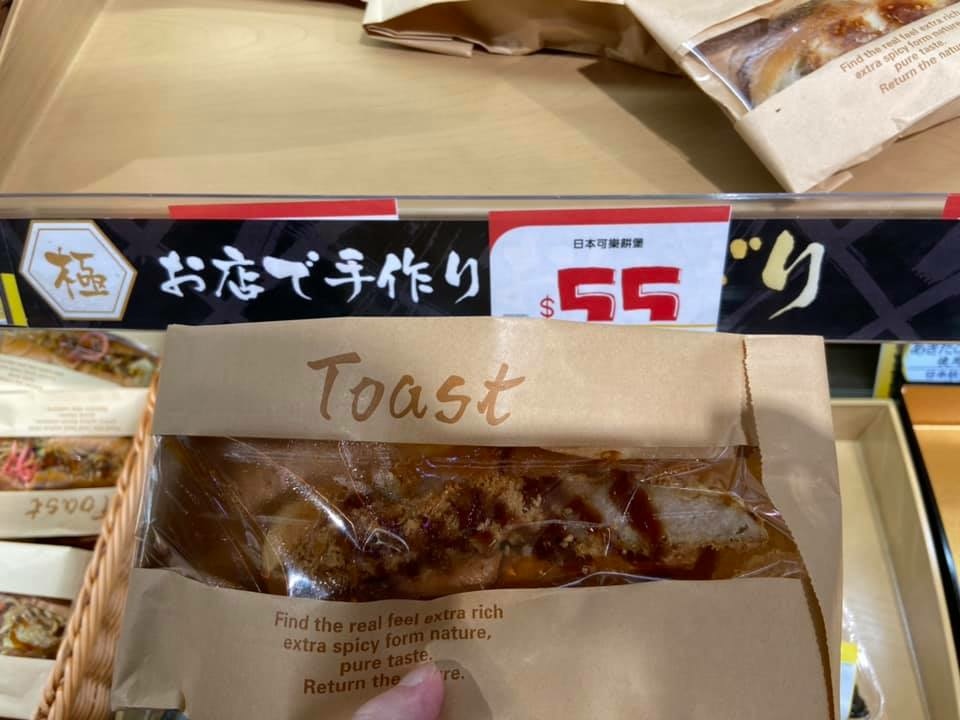 Find the real feel extra rich
extra spicy form nature,
pure taste.
Return the natu
日本可樂餅堡
$55
極
お店で手作り
Toast
Find the real feel extra rich
extra spicy form nature,
pure taste.
Return the
Toast